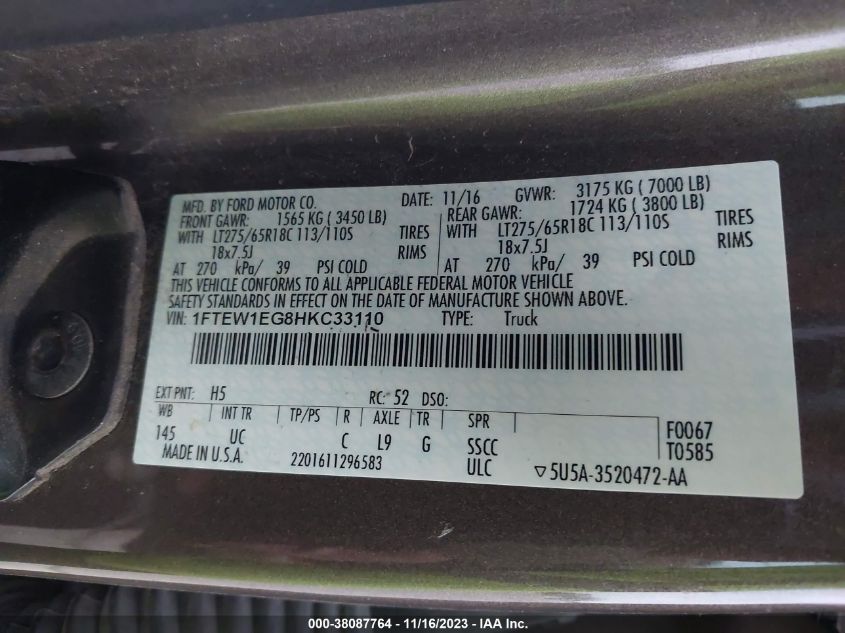 MFD. BY FORD MOTOR CO. DATE: 11/16 GVWR: 3175 KG ( 7000 LB)
FRONT GAWR: 1565 KG ( 3450 LB) REAR GAWR: 1724 KG ( 3800 LB)
WITH LT275/65R18C 113/110S TIRES WITH LT275/65R18C 113/110S TIRES
18x7.5J RIMS 18x7.5J RIMS
AT 270 kPa/ 39 PSI COLD AT 270 kPa/ 39 PSI COLD
THIS VEHICLE CONFORMS TO ALL APPLICABLE FEDERAL MOTOR VEHICLE
SAFETY STANDARDS IN EFFECT ON THE DATE OF MANUFACTURE SHOWN ABOVE.
VIN: 1FTEW1EG8HKC33110 TYPE: Truck
EXT PNT: H5 RC: 52 DSO:
WB INT TR TP/PS R AXLE TR SPR F0067
145 UC C L9 G SSCC T0585
MADE IN U.S.A. 2201611296583 ULC ▽5U5A-3520472-AA
000-38087764 - 11/16/2023 - IAA Inc.